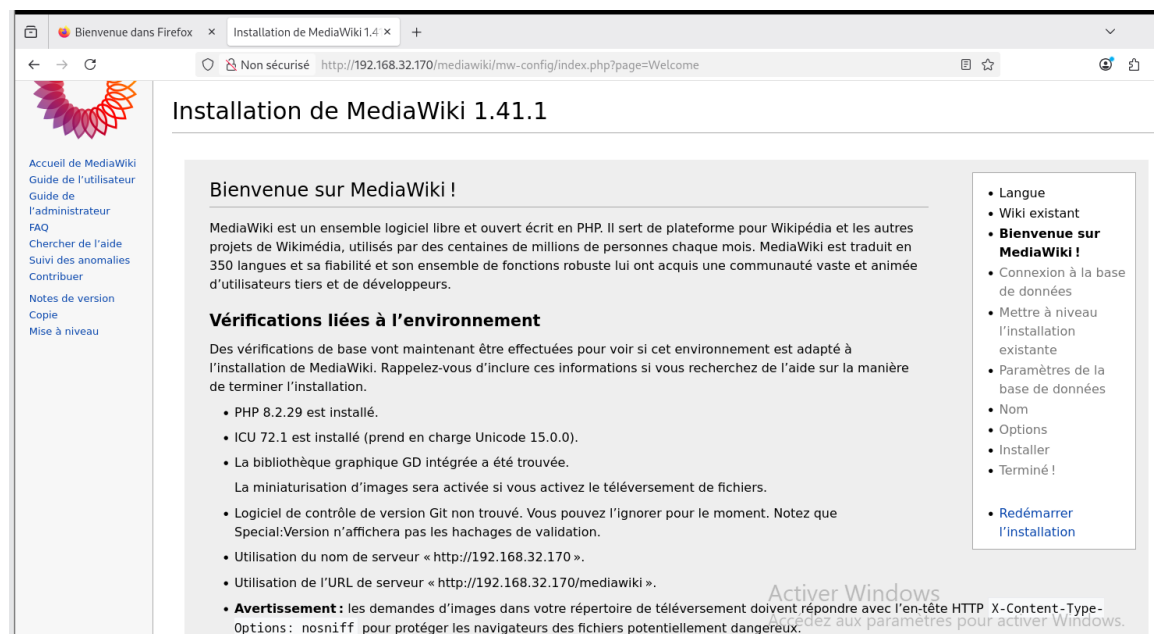 Bienvenue dans Firefox
Installation de MediaWiki 1.4
Non sécurisé http://192.168.32.170/mediawiki/mw-config/index.php?page=Welcome
Installation de MediaWiki 1.41.1
Accueil de MediaWiki
Guide de l'utilisateur
Guide de
l'administrateur
FAQ
Chercher de l'aide
Suivi des anomalies
Contribuer
Notes de version
Copie
Mise à niveau
Bienvenue sur MediaWiki !
MediaWiki est un ensemble logiciel libre et ouvert écrit en PHP. Il sert de plateforme pour Wikipédia et les autres
projets de Wikimédia, utilisés par des centaines de millions de personnes chaque mois. MediaWiki est traduit en
350 langues et sa fiabilité et son ensemble de fonctions robuste lui ont acquis une communauté vaste et animée
d'utilisateurs tiers et de développeurs.
Vérifications liées à l'environnement
Des vérifications de base vont maintenant être effectuées pour voir si cet environnement est adapté à
l'installation de MediaWiki. Rappelez-vous d'inclure ces informations si vous recherchez de l'aide sur la manière
de terminer l'installation.
• PHP 8.2.29 est installé.
• ICU 72.1 est installé (prend en charge Unicode 15.0.0).
• La bibliothèque graphique GD intégrée a été trouvée.
La miniaturisation d'images sera activée si vous activez le téléversement de fichiers.
• Logiciel de contrôle de version Git non trouvé. Vous pouvez l'ignorer pour le moment. Notez que
Special:Version n'affichera pas les hachages de validation.
• Utilisation du nom de serveur « http://192.168.32.170 ».
• Utilisation de l'URL de serveur « http://192.168.32.170/mediawiki ».
• Avertissement : les demandes d'images dans votre répertoire de téléversement doivent répondre avec l'en-tête HTTP X-Content-Type-
Options: nosniff pour protéger les navigateurs des fichiers potentiellement dangereux.
• Langue
• Wiki existant
• Bienvenue sur
MediaWiki !
• Connexion à la base
de données
• Mettre à niveau
l'installation
existante
• Paramètres de la
base de données
• Nom
• Options
• Installer
• Terminé !
• Redémarrer
l'installation
Activer Windows
Accédez aux paramètres pour activer Windows.